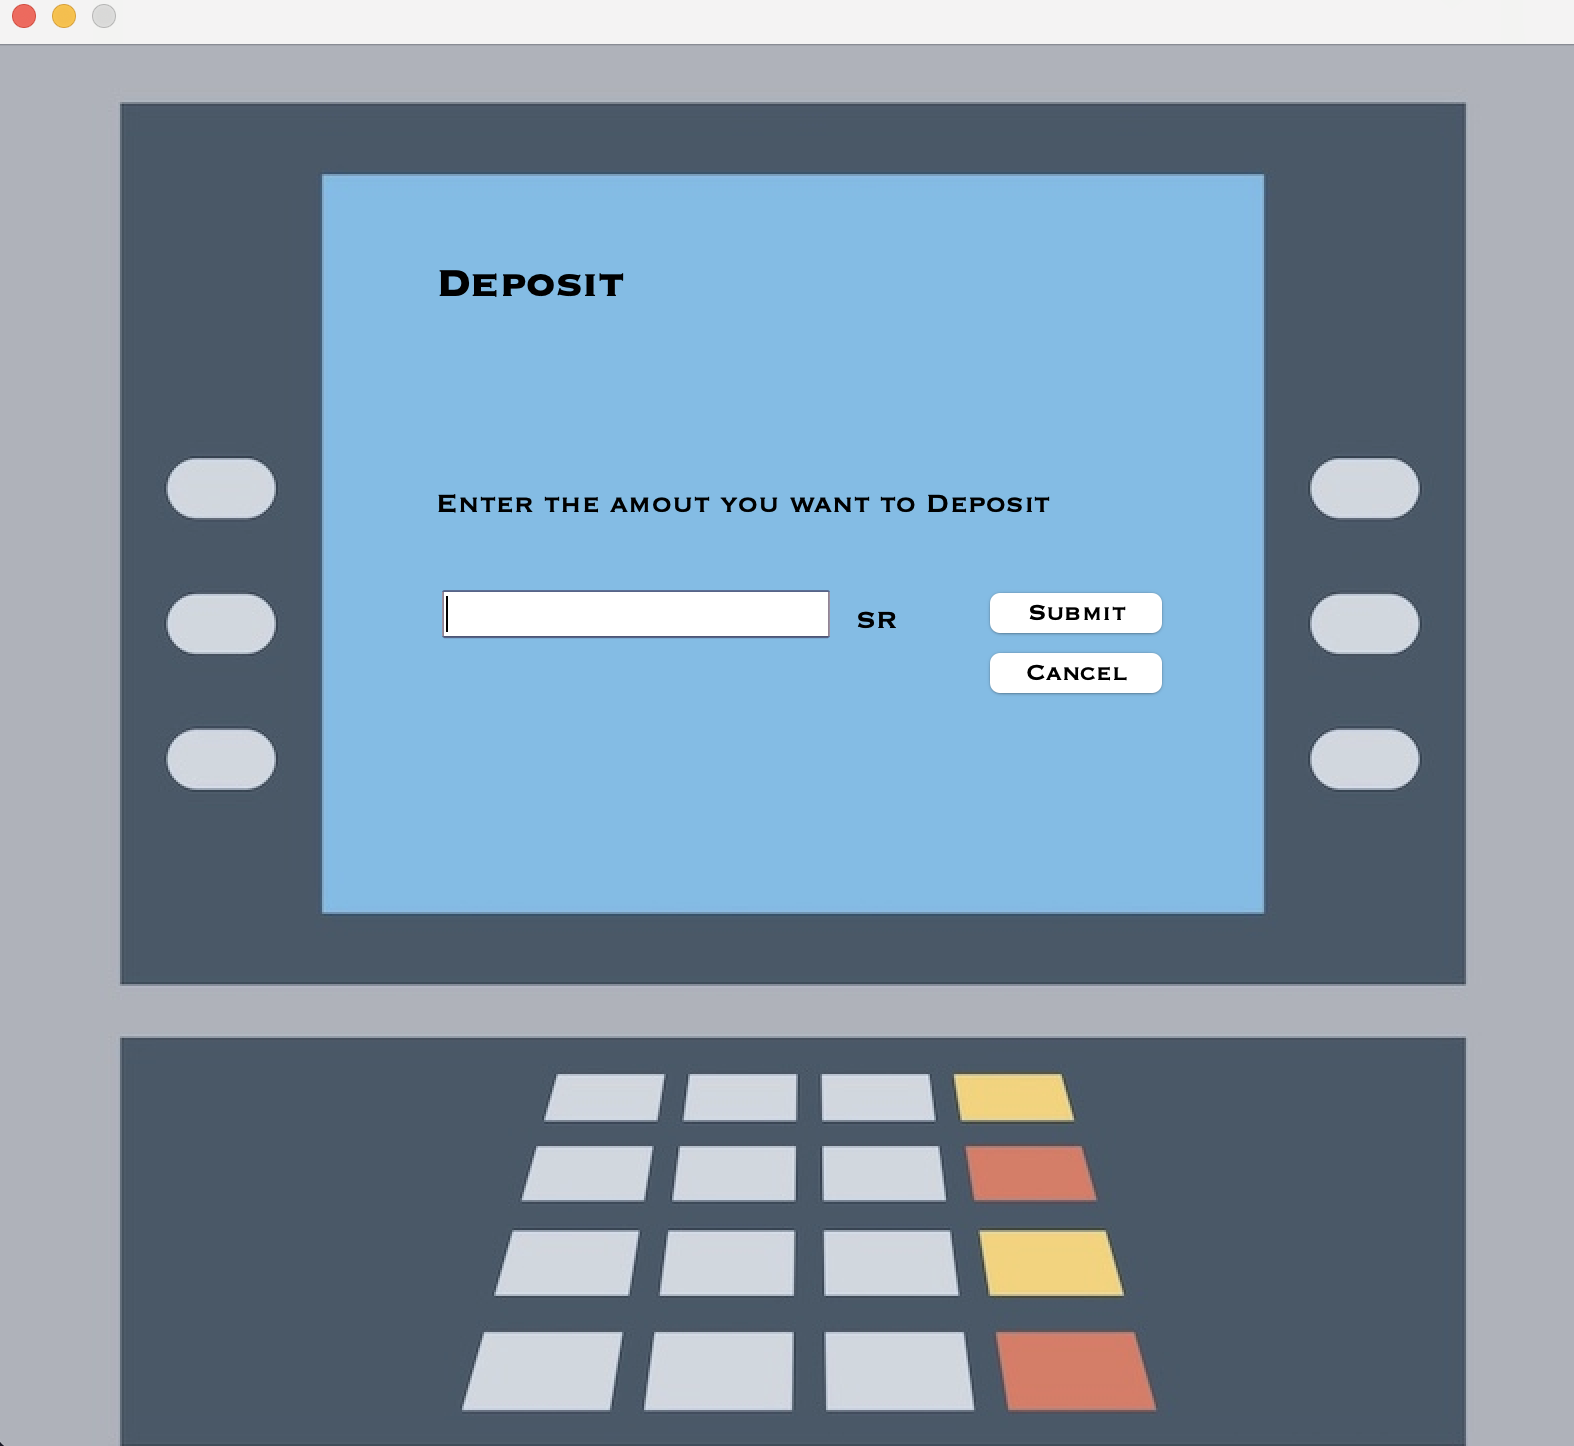 Deposit
Enter the amout you want to Deposit
SR
Submit
Cancel